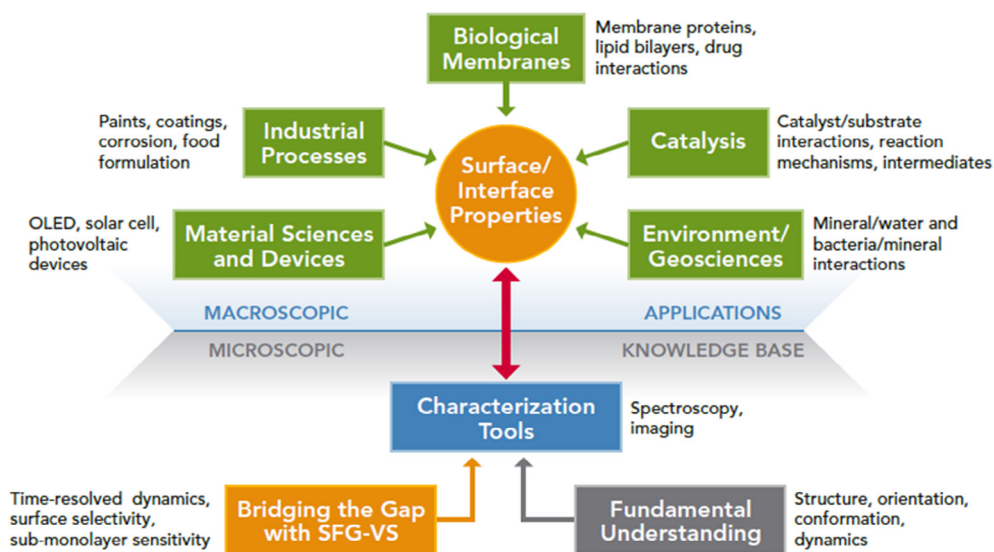 Biological
Membranes
Membrane proteins,
lipid bilayers, drug
interactions
Paints, coatings,
corrosion, food
formulation
Industrial
Processes
Surface/
Interface
Properties
Catalysis
Catalyst/substrate
interactions, reaction
mechanisms, intermediates
OLED, solar cell,
photovoltaic
devices
Material Sciences
and Devices
Environment/
Geosciences
Mineral/water and
bacteria/mineral
interactions
MACROSCOPIC
APPLICATIONS
MICROSCOPIC
KNOWLEDGE BASE
Characterization
Tools
Spectroscopy,
imaging
Time-resolved dynamics,
surface selectivity,
sub-monolayer sensitivity
Bridging the Gap
with SFG-VS
Fundamental
Understanding
Structure, orientation,
conformation,
dynamics